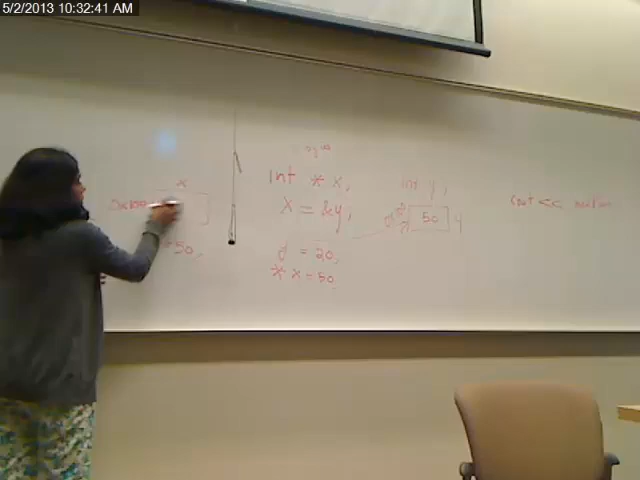 5/2/2013 10:32:41 AM
x
= 50,
int * x,
x = &y;
y = 20,
* x = 50,
int y,
50 y
cout <<